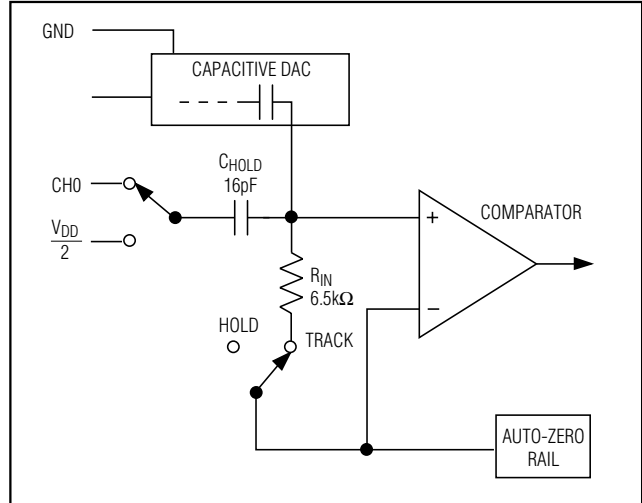 GND
CAPACITIVE DAC
CHOLD
16pF
CH0
VDD
2
COMPARATOR
+
−
RIN
6.5kΩ
HOLD
TRACK
AUTO-ZERO
RAIL